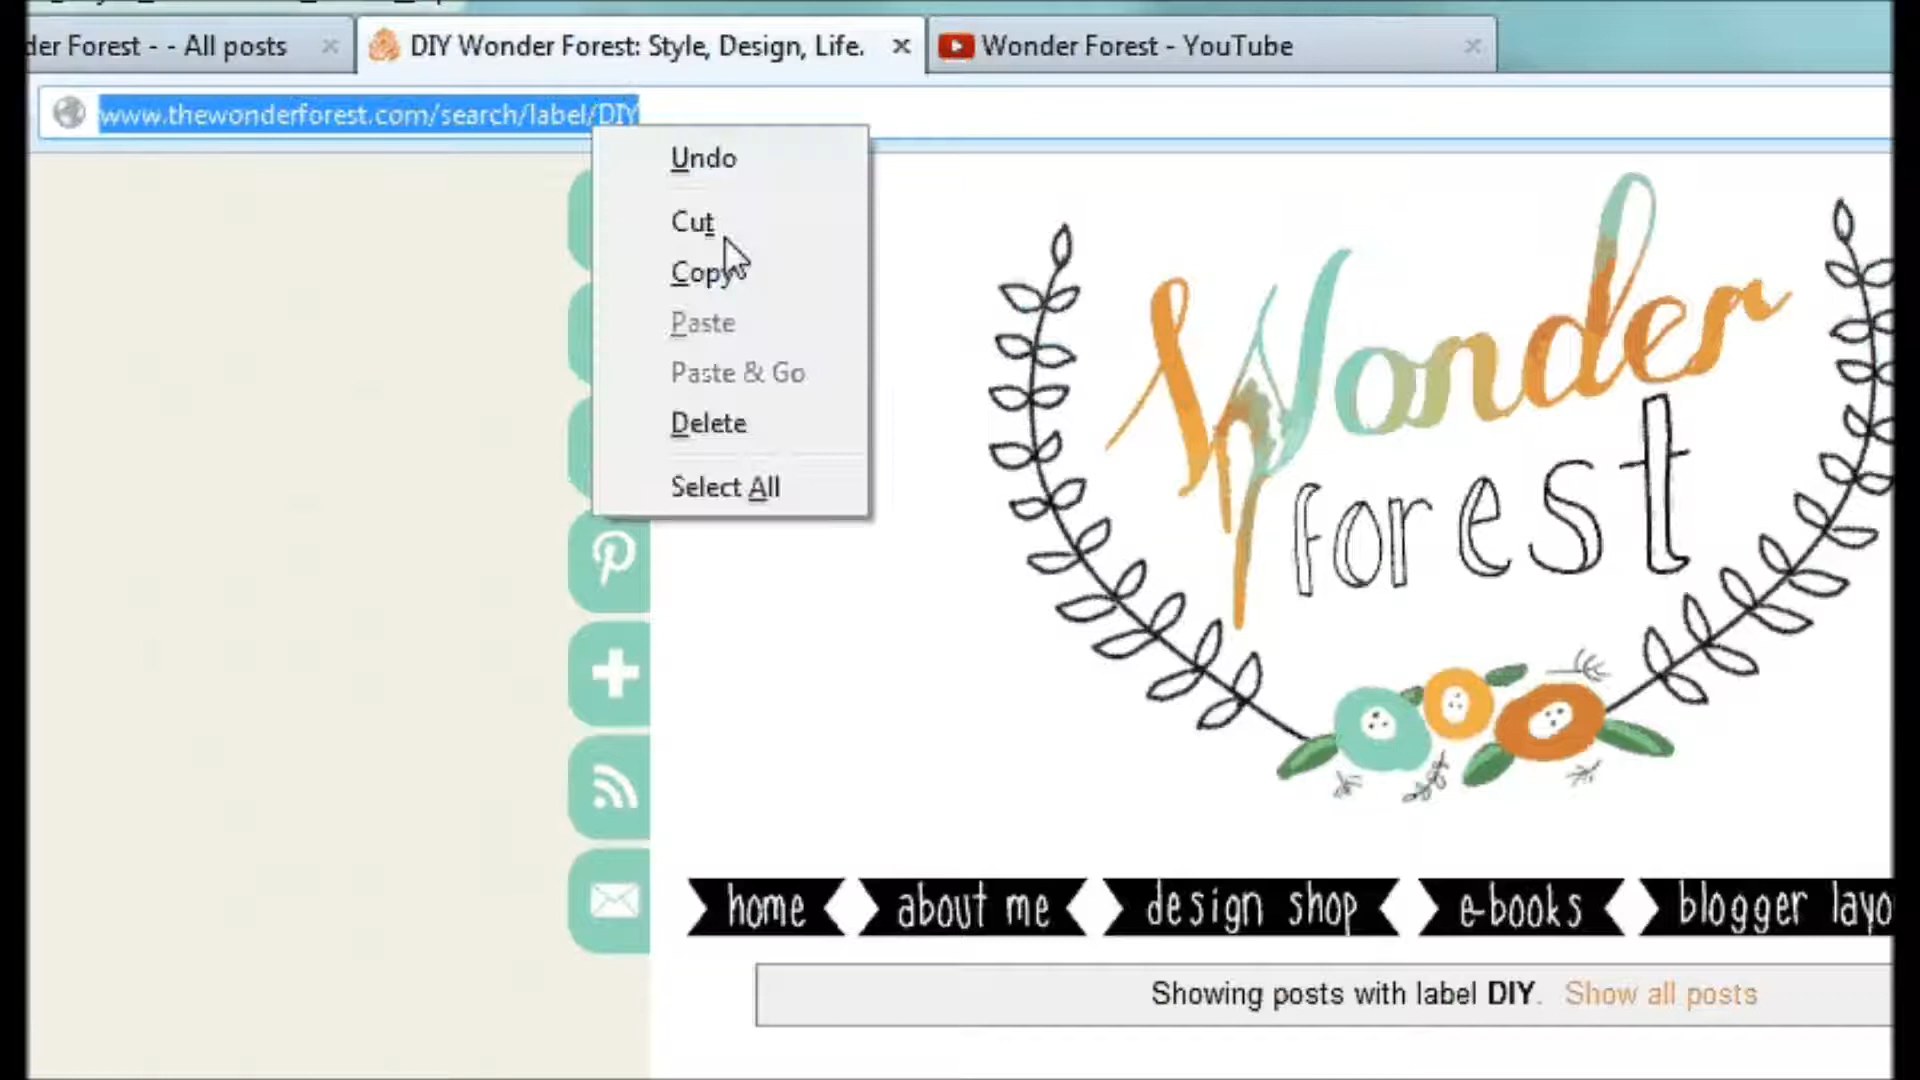 der Forest - - All posts
DIY Wonder Forest: Style, Design, Life.
Wonder Forest - YouTube
www.thewonderforest.com/search/label/DIY
Undo
Cut
Copy
Paste
Paste & Go
Delete
Select All
Wonder
forest
home
about me
design shop
e-books
blogger layo
Showing posts with label DIY. Show all posts